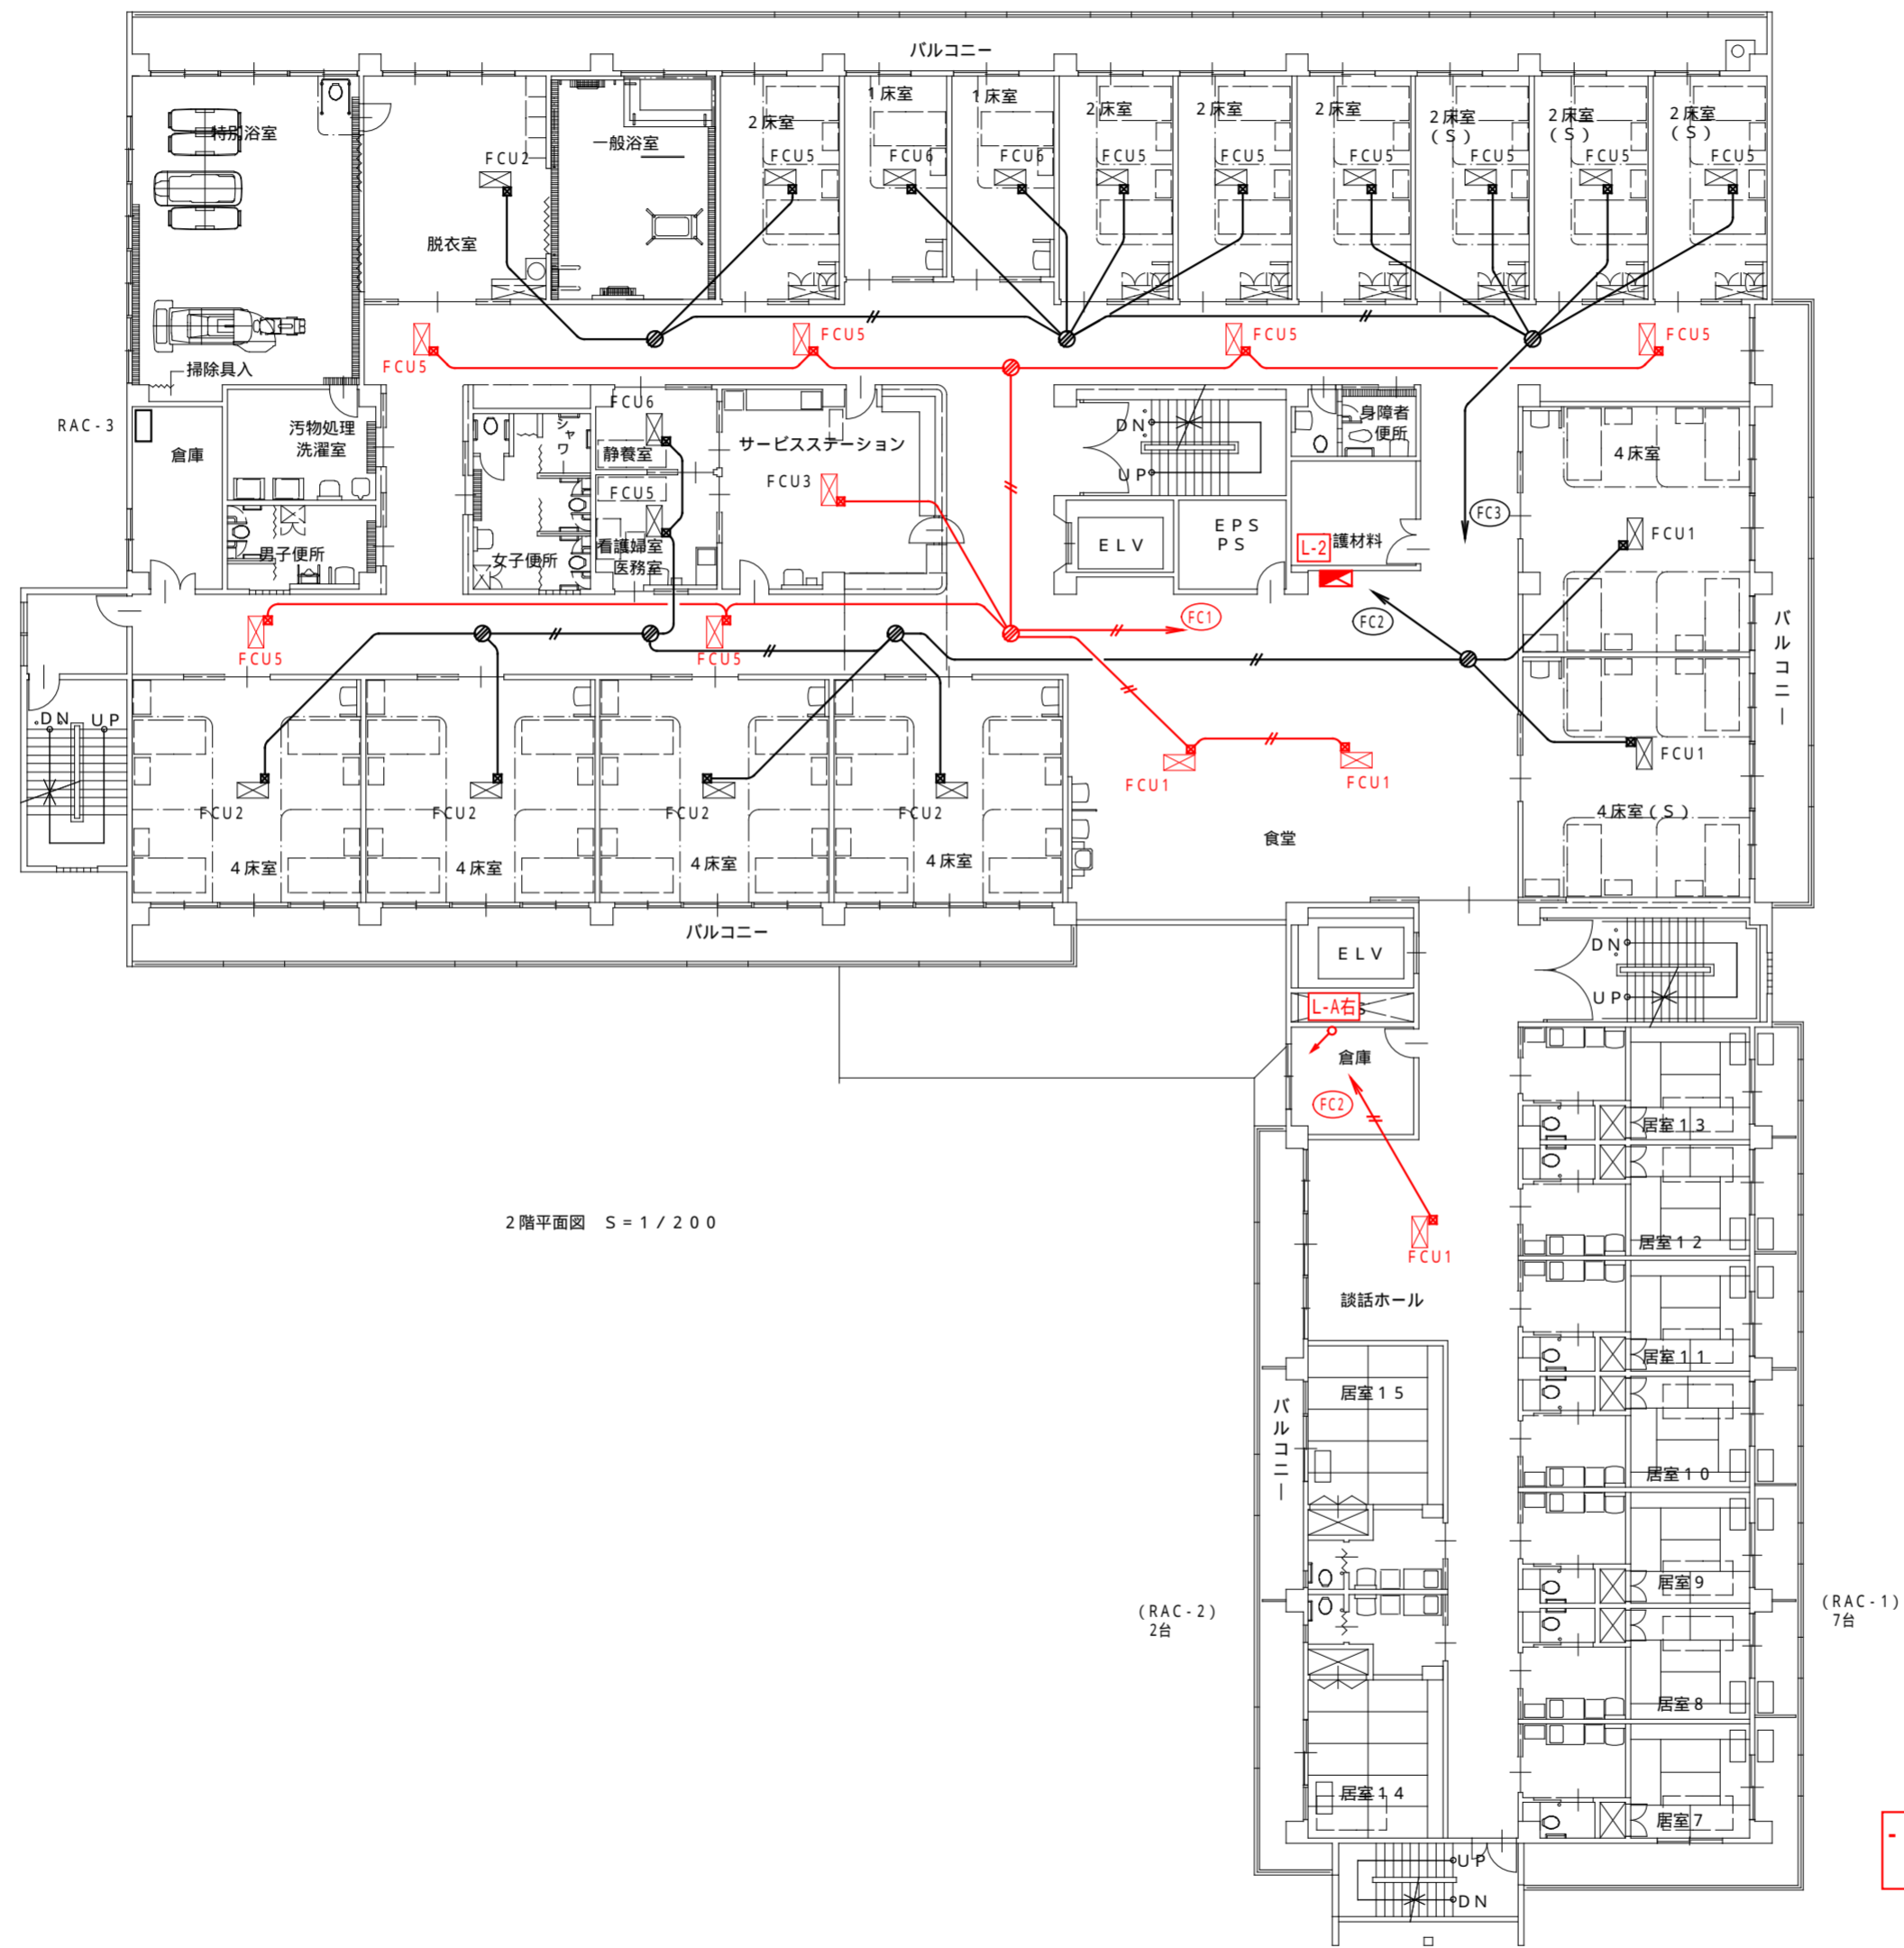 バルコニー
特別浴室
FCU2
脱衣室
一般浴室
2床室
FCU5
1床室
FCU6
1床室
FCU6
2床室
FCU5
2床室
FCU5
2床室
FCU5
2床室
(S)
FCU5
2床室
(S)
FCU5
2床室
(S)
FCU5
FCU5
FCU5
FCU5
FCU5
掃除具入
RAC-3
倉庫
汚物処理
洗濯室
男子便所
シャワ
女子便所
FCU6
静養室
FCU5
看護婦室
医務室
サービスステーション
FCU3
DN
UP
ELV
EPS
PS
身障者
便所
L-2
護材料
FC3
4床室
FCU1
FC1
FC2
バルコニー
FCU5
FCU5
DN
UP
FCU2
4床室
FCU2
4床室
FCU2
4床室
FCU2
4床室
FCU1
FCU1
食堂
FCU1
4床室(S)
バルコニー
ELV
DN
UP
L-A右
倉庫
FC2
居室13
2階平面図 S=1/200
FCU1
居室12
談話ホール
居室11
居室15
バルコニー
居室10
居室9
(RAC-2)
2台
(RAC-1)
7台
居室8
居室14
居室7
UP
DN